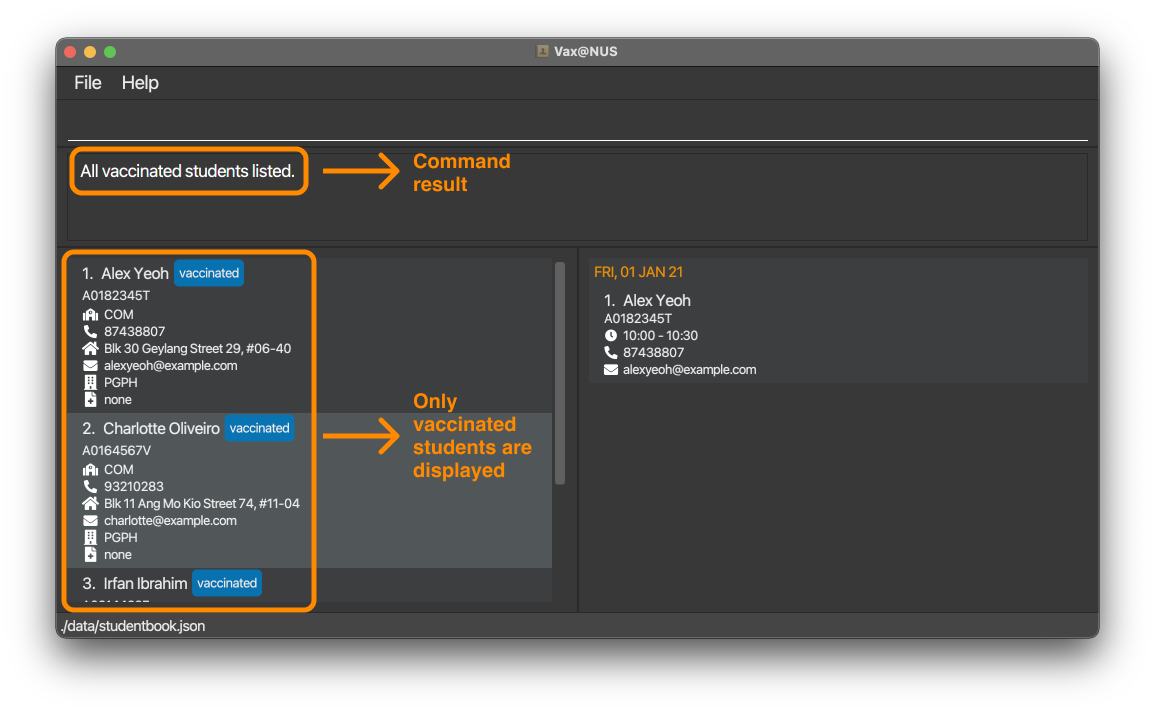 Vax@NUS
File Help
All vaccinated students listed.
Command
result
1. Alex Yeoh vaccinated
A0182345T
COM
87438807
Blk 30 Geylang Street 29, #06-40
alexyeoh@example.com
PGPH
none
2. Charlotte Oliveiro vaccinated
A0164567V
COM
93210283
Blk 11 Ang Mo Kio Street 74, #11-04
charlotte@example.com
PGPH
none
3. Irfan Ibrahim vaccinated
Only
vaccinated
students are
displayed
FRI, 01 JAN 21
1. Alex Yeoh
A0182345T
10:00 - 10:30
87438807
alexyeoh@example.com
./data/studentbook.json